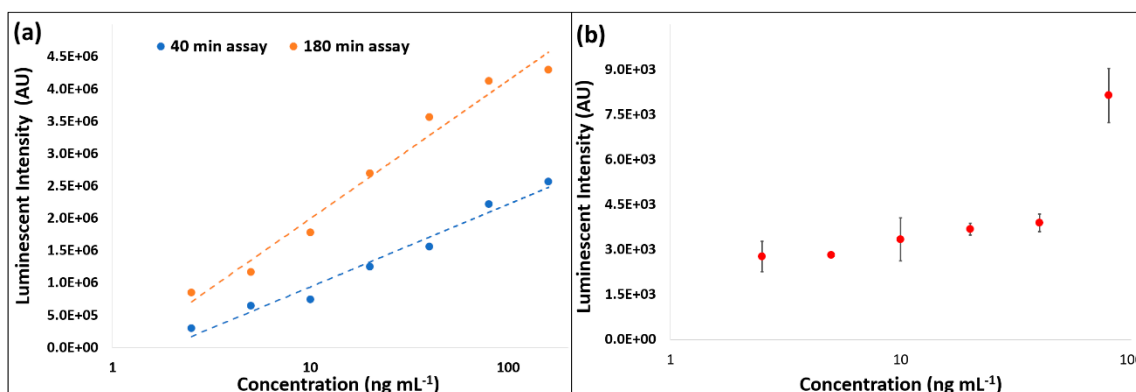 (a)
40 min assay
180 min assay
Luminescent Intensity (AU)
4.5E+06
4.0E+06
3.5E+06
3.0E+06
2.5E+06
2.0E+06
1.5E+06
1.0E+06
5.0E+05
0.0E+00
1
10
100
Concentration (ng mL⁻¹)
(b)
Luminescent Intensity (AU)
9.0E+03
7.5E+03
6.0E+03
4.5E+03
3.0E+03
1.5E+03
0.0E+00
1
10
100
Concentration (ng mL⁻¹)